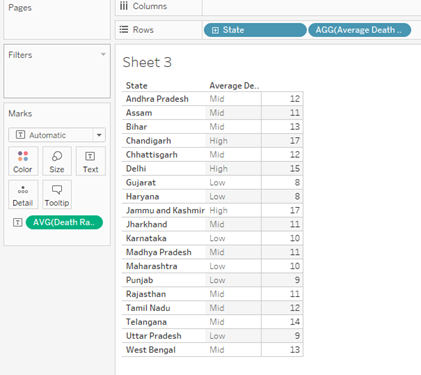 Pages
Columns
Rows
State
AGG(Average Death ..
Filters
Sheet 3
State Average De..
Andhra Pradesh Mid 12
Assam Mid 11
Bihar Mid 13
Chandigarh High 17
Chhattisgarh Mid 12
Delhi High 15
Gujarat Low 8
Haryana Low 8
Jammu and Kashmir High 17
Jharkhand Mid 11
Karnataka Low 10
Madhya Pradesh Mid 11
Maharashtra Low 10
Punjab Low 9
Rajasthan Mid 11
Tamil Nadu Mid 12
Telangana Mid 14
Uttar Pradesh Low 9
West Bengal Mid 13
Marks
Automatic
Color Size Text
Detail Tooltip
AVG(Death Ra..